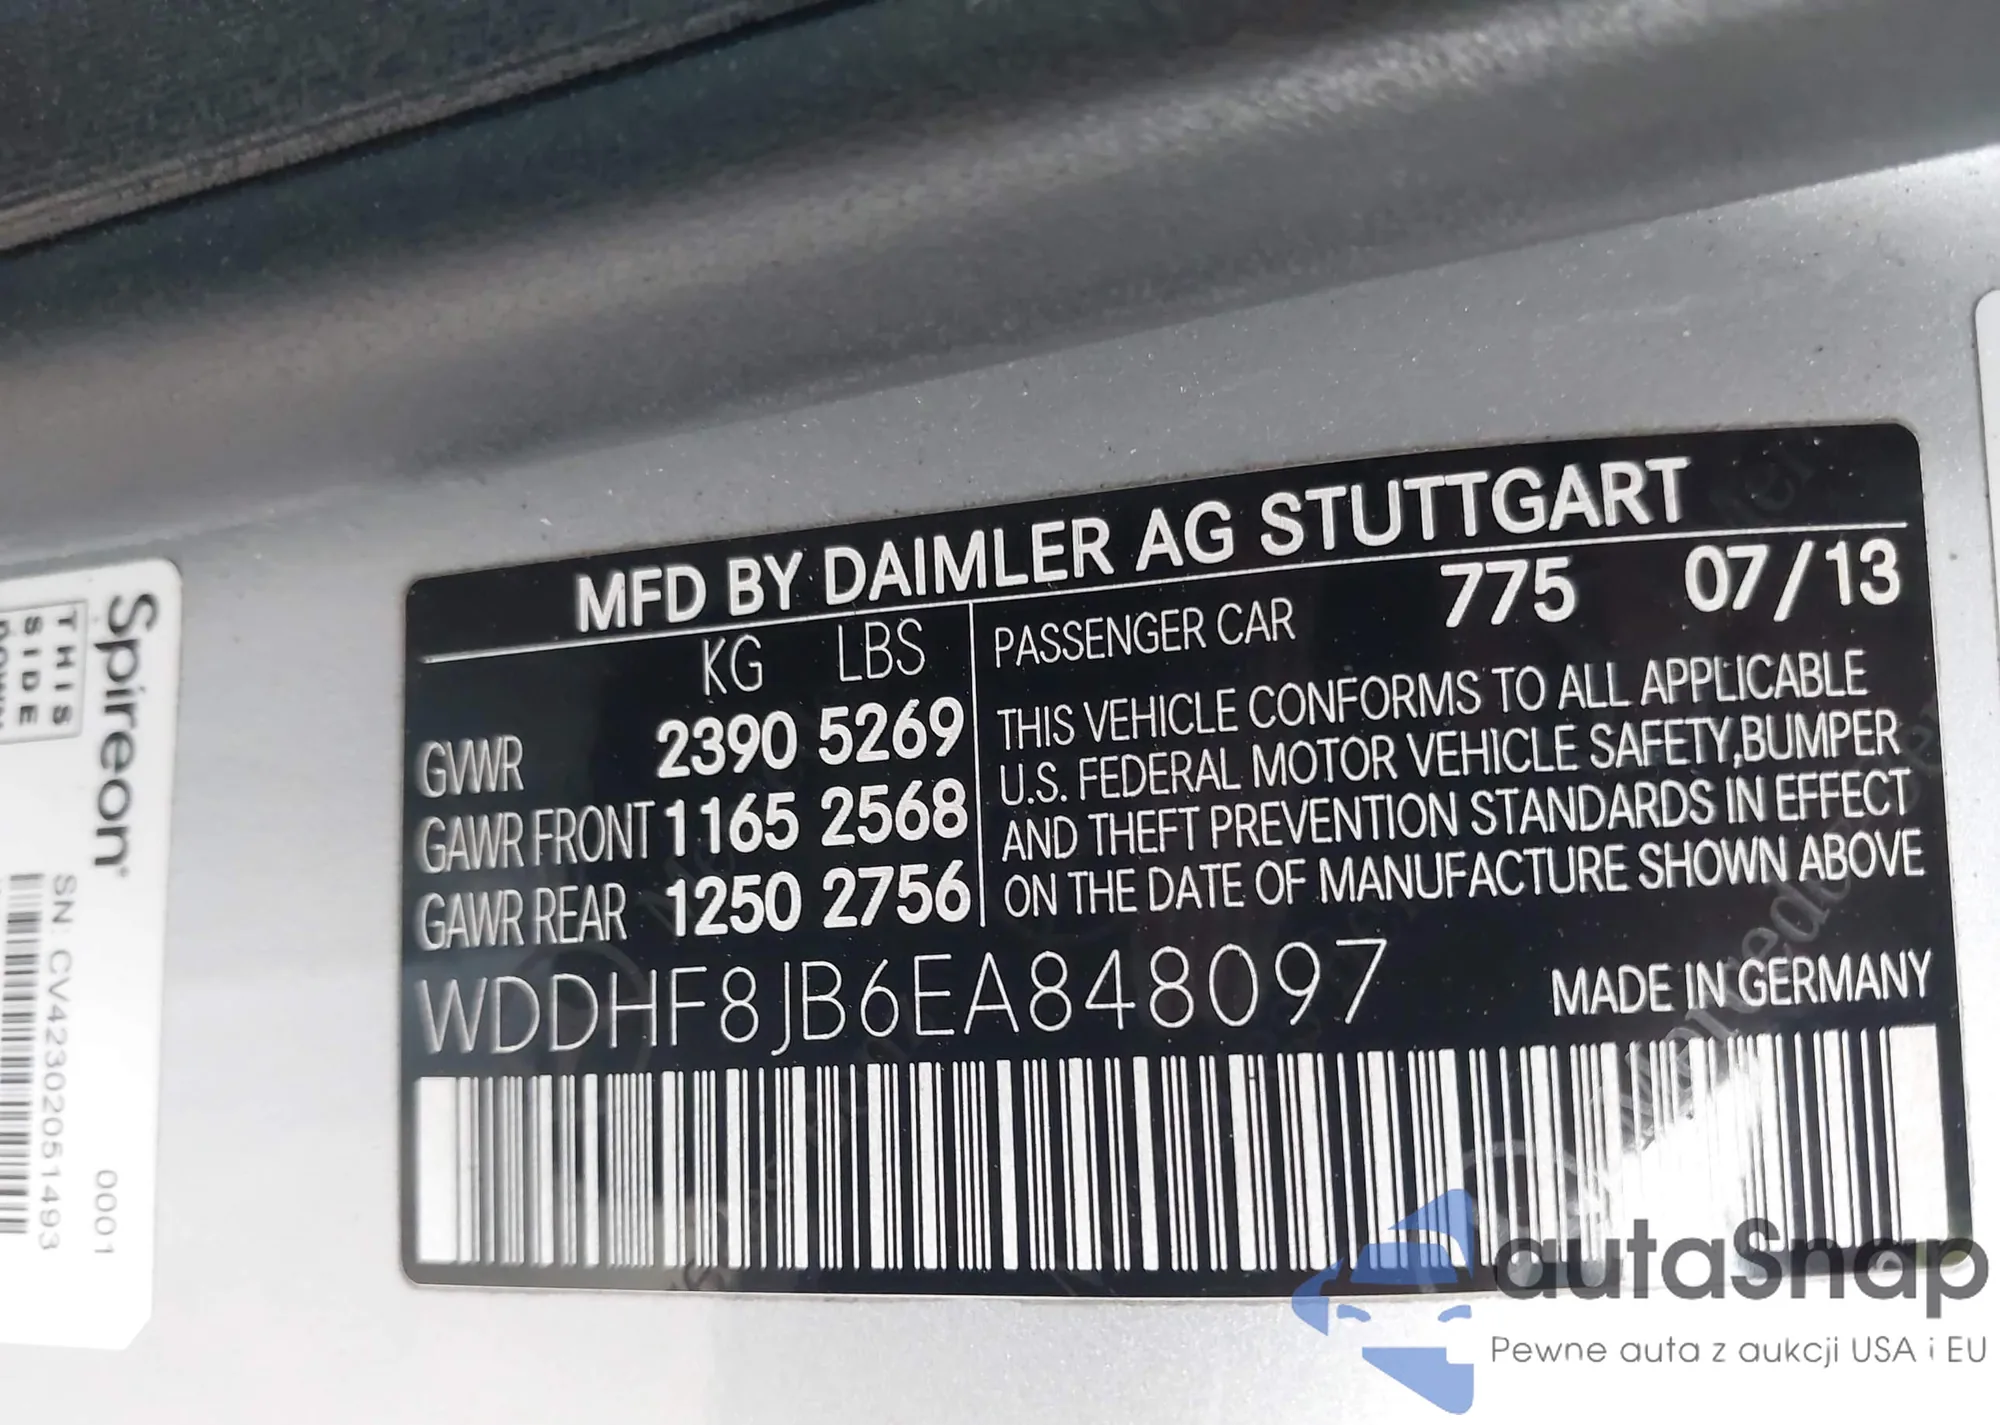 MFD BY DAIMLER AG STUTTGART
KG LBS
GVWR 2390 5269
GAWR FRONT 1165 2568
GAWR REAR 1250 2756
PASSENGER CAR 775 07/13
THIS VEHICLE CONFORMS TO ALL APPLICABLE
U.S. FEDERAL MOTOR VEHICLE SAFETY,BUMPER
AND THEFT PREVENTION STANDARDS IN EFFECT
ON THE DATE OF MANUFACTURE SHOWN ABOVE
WDDHF8JB6EA848097 MADE IN GERMANY
Spireon
THIS
SIDE
SN: CV42302051493
0001
autaSnap
Pewne auta z aukcji USA i EU